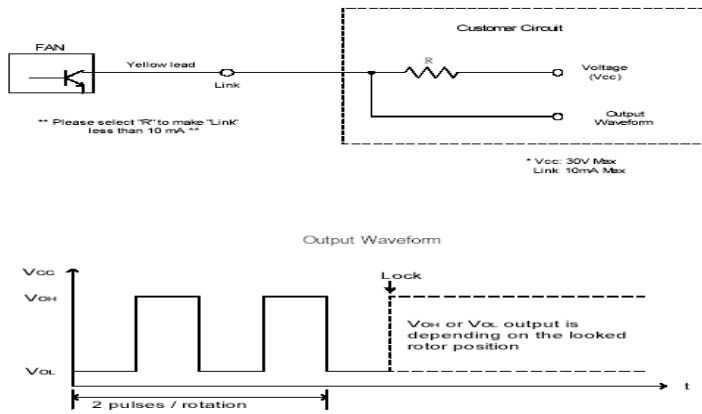 Customer Circuit
FAN
Yellow lead
R
Voltage
(Vcc)
Link
Output
Waveform
** Please select "R" to make "Link"
less than 10 mA **
* Vcc: 30V Max
Link: 10mA Max
Output Waveform
Vcc
Lock
VOH
VOH or VOL output is
depending on the looked
rotor position
VOL
t
2 pulses / rotation